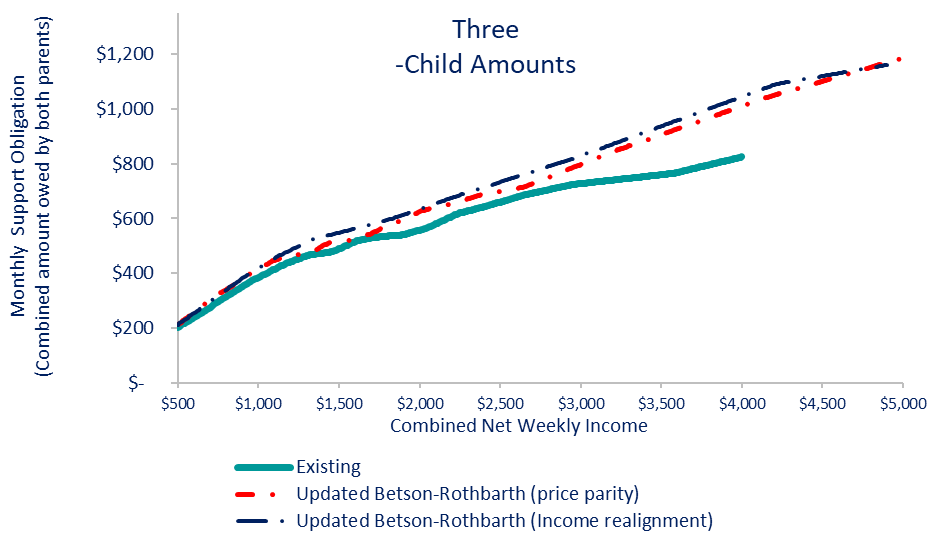 Three
-Child Amounts
Monthly  Support Obligation
(Combined amount owed by both parents)
$1,200
$1,000
$800
$600
$400
$200
$-
$500 $1,000 $1,500 $2,000 $2,500 $3,000 $3,500 $4,000 $4,500 $5,000
Combined Net Weekly Income
Existing
Updated Betson-Rothbarth (price parity)
Updated Betson-Rothbarth (Income realignment)